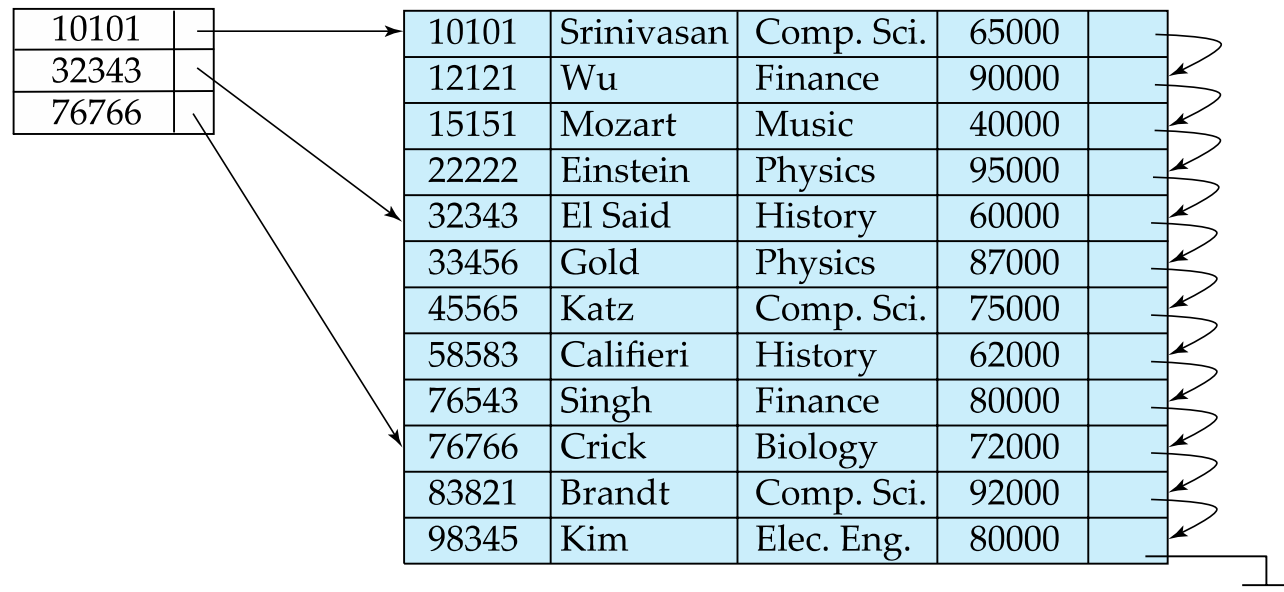 10101
32343
76766
10101 Srinivasan Comp. Sci. 65000
12121 Wu Finance 90000
15151 Mozart Music 40000
22222 Einstein Physics 95000
32343 El Said History 60000
33456 Gold Physics 87000
45565 Katz Comp. Sci. 75000
58583 Califieri History 62000
76543 Singh Finance 80000
76766 Crick Biology 72000
83821 Brandt Comp. Sci. 92000
98345 Kim Elec. Eng. 80000